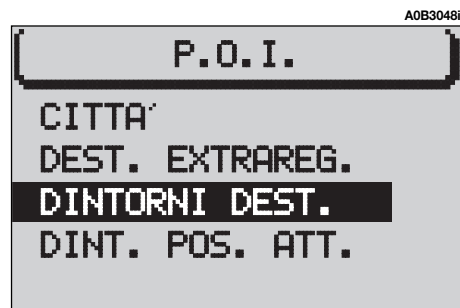 A0B3048i
P.O.I.
CITTA´
DEST. EXTRAREG.
DINTORNI DEST.
DINT. POS. ATT.